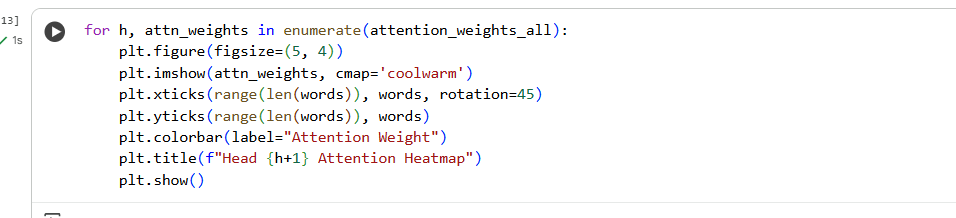 13]
1s
for h, attn_weights in enumerate(attention_weights_all):
    plt.figure(figsize=(5, 4))
    plt.imshow(attn_weights, cmap='coolwarm')
    plt.xticks(range(len(words)), words, rotation=45)
    plt.yticks(range(len(words)), words)
    plt.colorbar(label="Attention Weight")
    plt.title(f"Head {h+1} Attention Heatmap")
    plt.show()